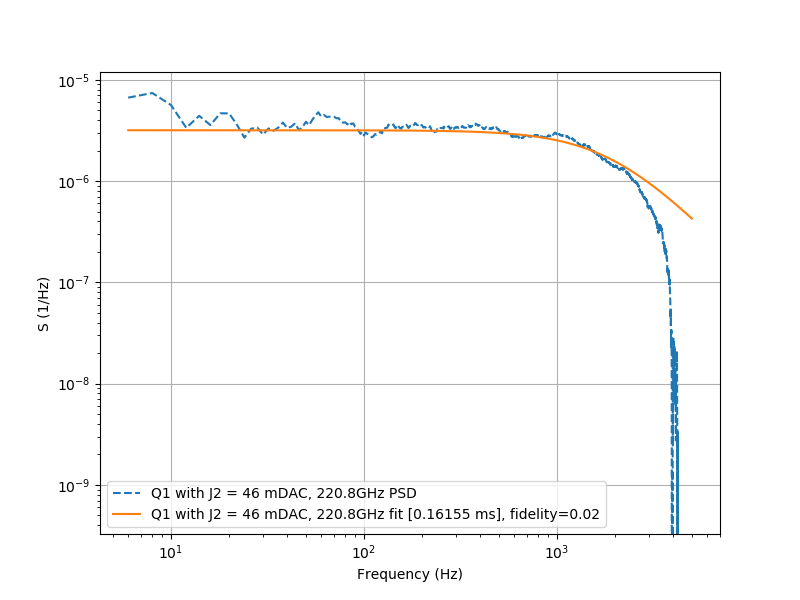 10⁻⁵
10⁻⁶
10⁻⁷
10⁻⁸
10⁻⁹
S (1/Hz)
Q1 with J2 = 46 mDAC, 220.8GHz PSD
Q1 with J2 = 46 mDAC, 220.8GHz fit [0.16155 ms], fidelity=0.02
10¹ 10² 10³
Frequency (Hz)